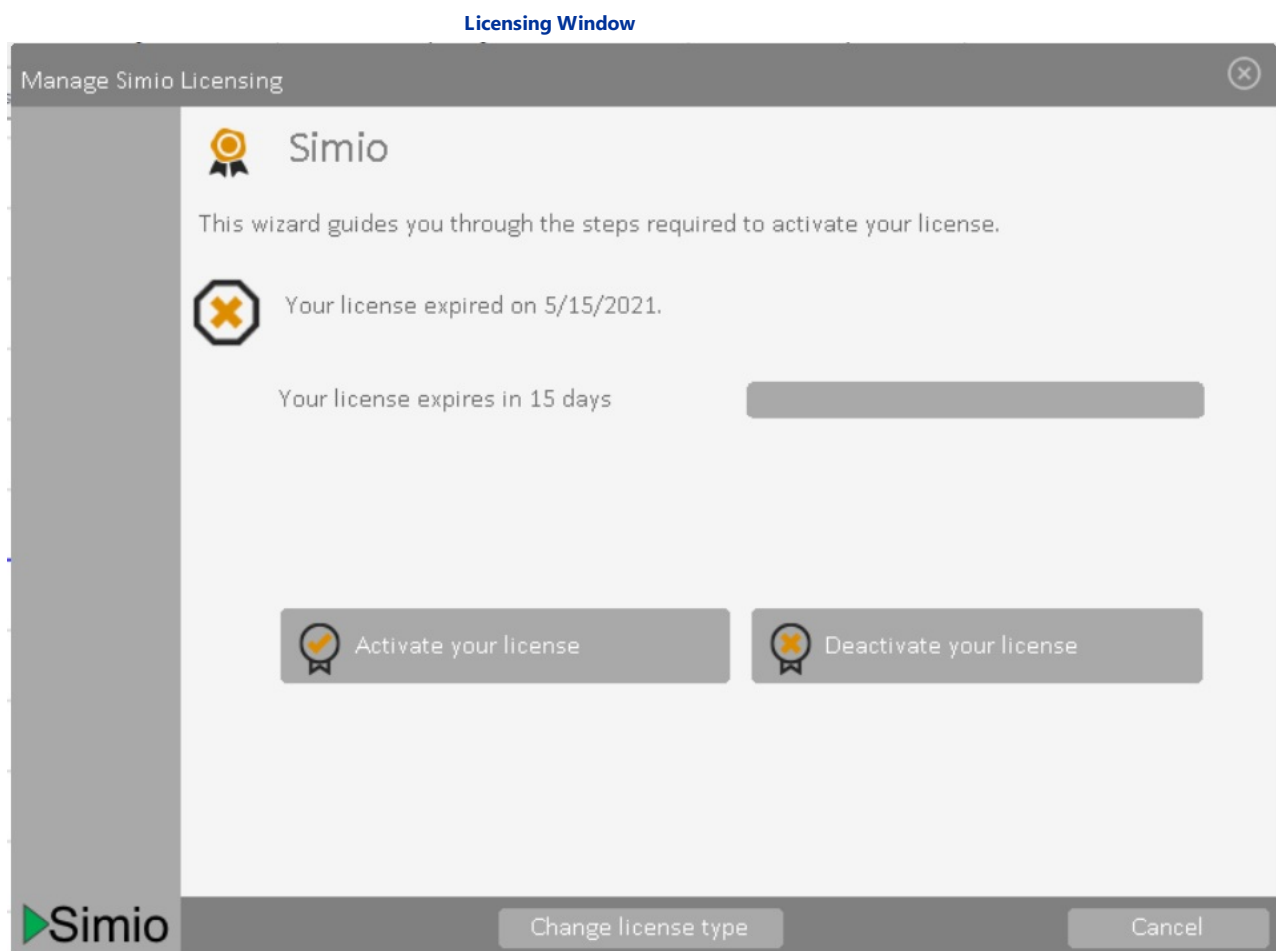 Licensing Window
Manage Simio Licensing
Simio
This wizard guides you through the steps required to activate your license.
Your license expired on 5/15/2021.
Your license expires in 15 days
Activate your license
Deactivate your license
Simio
Change license type
Cancel